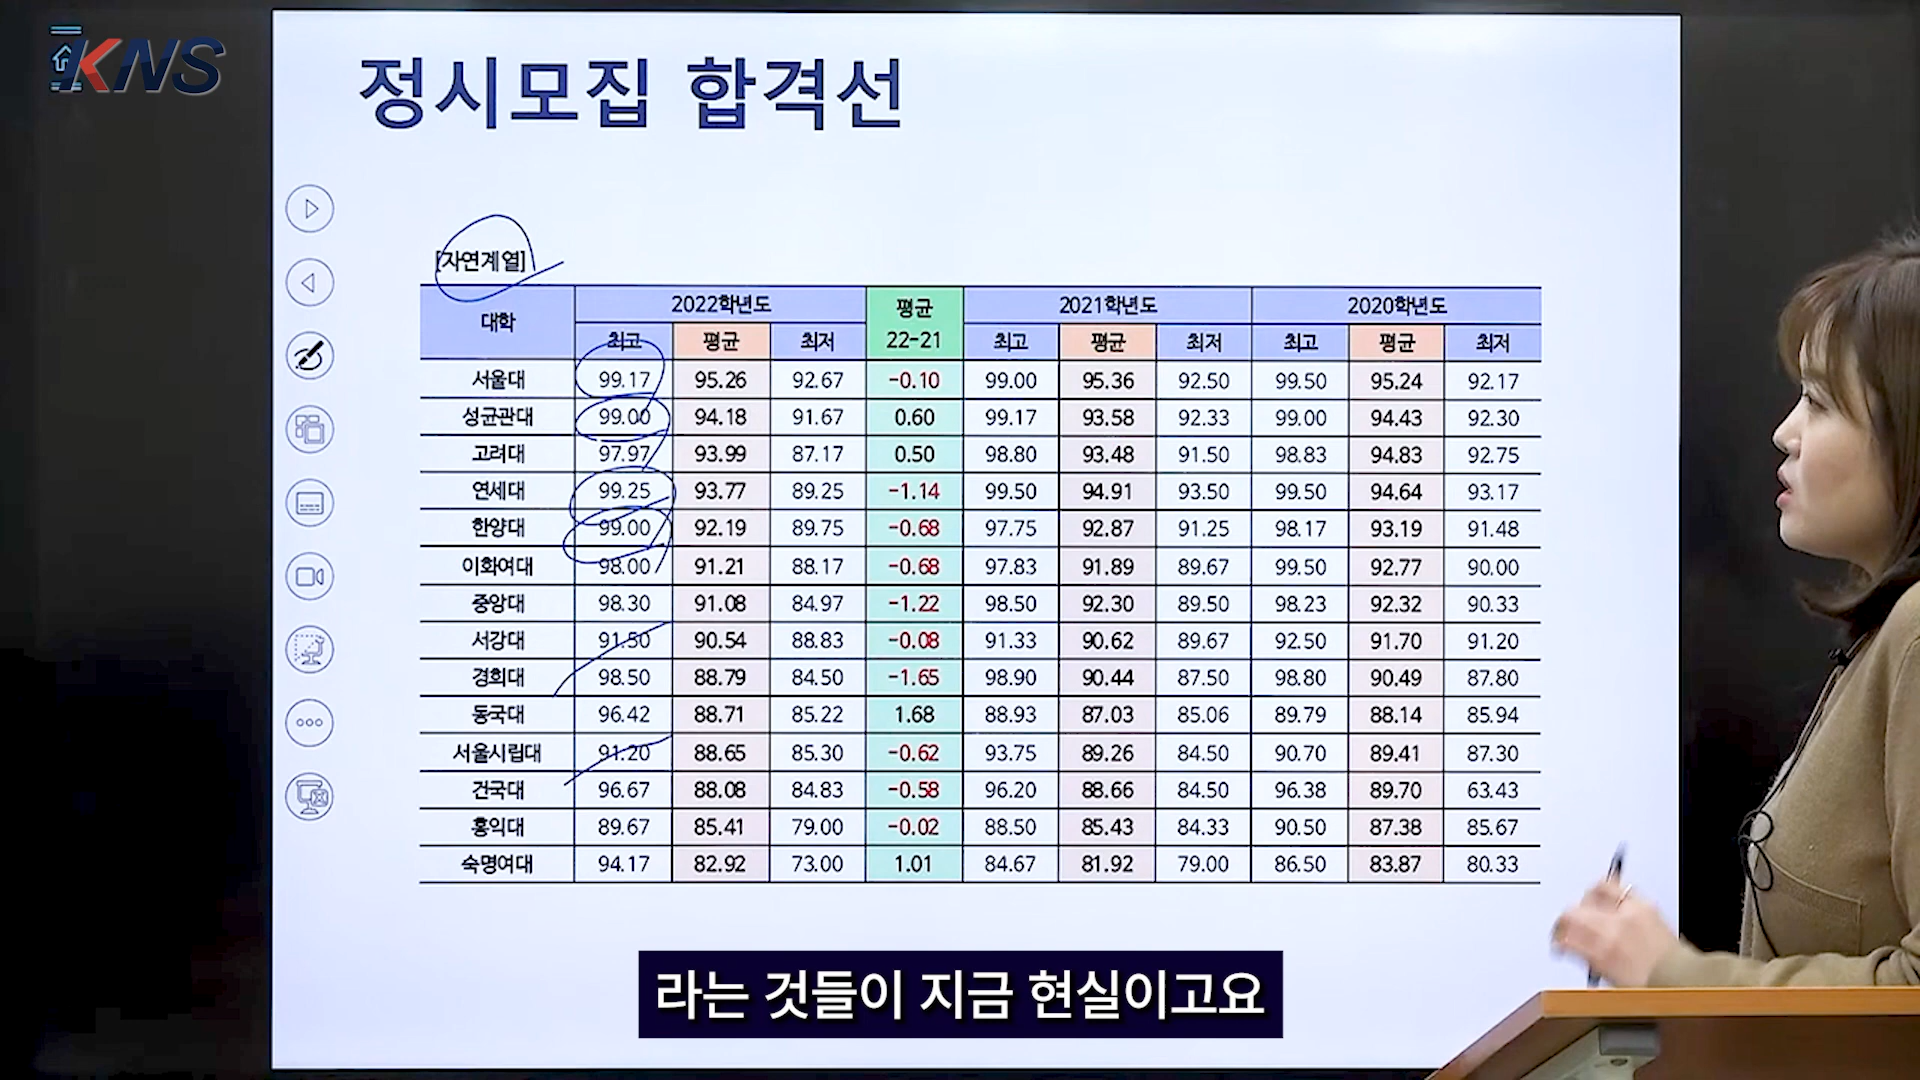 KNS
정시모집 합격선
[자연계열]
대학 2022학년도 평균 22-21 2021학년도 2020학년도
최고 평균 최저 최고 평균 최저 최고 평균 최저
서울대 99.17 95.26 92.67 -0.10 99.00 95.36 92.50 99.50 95.24 92.17
성균관대 99.00 94.18 91.67 0.60 99.17 93.58 92.33 99.00 94.43 92.30
고려대 97.97 93.99 87.17 0.50 98.80 93.48 91.50 98.83 94.83 92.75
연세대 99.25 93.77 89.25 -1.14 99.50 94.91 93.50 99.50 94.64 93.17
한양대 99.00 92.19 89.75 -0.68 97.75 92.87 91.25 98.17 93.19 91.48
이화여대 98.00 91.21 88.17 -0.68 97.83 91.89 89.67 99.50 92.77 90.00
중앙대 98.30 91.08 84.97 -1.22 98.50 92.30 89.50 98.23 92.32 90.33
서강대 91.50 90.54 88.83 -0.08 91.33 90.62 89.67 92.50 91.70 91.20
경희대 98.50 88.79 84.50 -1.65 98.90 90.44 87.50 98.80 90.49 87.80
동국대 96.42 88.71 85.22 1.68 88.93 87.03 85.06 89.79 88.14 85.94
서울시립대 91.20 88.65 85.30 -0.62 93.75 89.26 84.50 90.70 89.41 87.30
건국대 96.67 88.08 84.83 -0.58 96.20 88.66 84.50 96.38 89.70 63.43
홍익대 89.67 85.41 79.00 -0.02 88.50 85.43 84.33 90.50 87.38 85.67
숙명여대 94.17 82.92 73.00 1.01 84.67 81.92 79.00 86.50 83.87 80.33
라는 것들이 지금 현실이고요